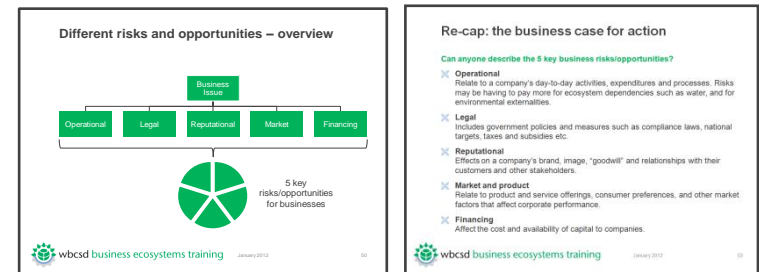 Different risks and opportunities – overview
Business
Issue
Operational
Legal
Reputational
Market
Financing
5 key
risks/opportunities
for businesses
wbcsd business ecosystems training
January 2012
50
Re-cap: the business case for action
Can anyone describe the 5 key business risks/opportunities?
Operational
Relate to a company's day-to-day activities, expenditures and processes. Risks
may be having to pay more for ecosystem dependencies such as water, and for
environmental externalities.
Legal
Includes government policies and measures such as compliance laws, national
targets, taxes and subsidies etc.
Reputational
Effects on a company's brand, image, "goodwill" and relationships with their
customers and other stakeholders.
Market and product
Relate to product and service offerings, consumer preferences, and other market
factors that affect corporate performance.
Financing
Affect the cost and availability of capital to companies.
wbcsd business ecosystems training
January 2012